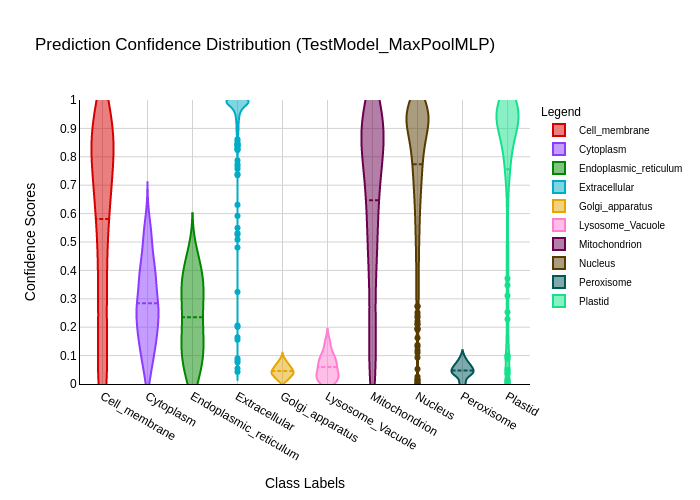 Prediction Confidence Distribution (TestModel_MaxPoolMLP)
Legend
Cell_membrane
Cytoplasm
Endoplasmic_reticulum
Extracellular
Golgi_apparatus
Lysosome_Vacuole
Mitochondrion
Nucleus
Peroxisome
Plastid
Confidence Scores
1
0.9
0.8
0.7
0.6
0.5
0.4
0.3
0.2
0.1
0
Cell_membrane
Cytoplasm
Endoplasmic_reticulum
Extracellular
Golgi_apparatus
Lysosome_Vacuole
Mitochondrion
Nucleus
Peroxisome
Plastid
Class Labels